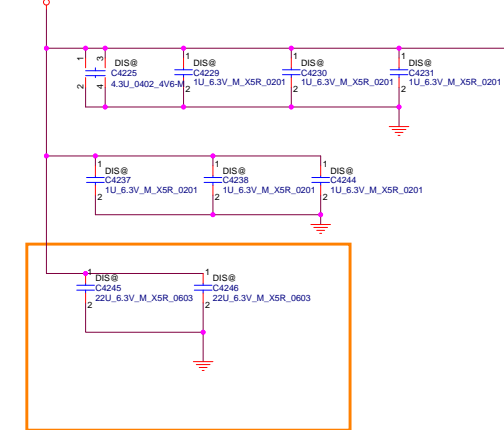 1 3 DIS@ 1 DIS@ 1 DIS@ 1 DIS@
C4225 C4229 C4230 C4231
2 4 4.3U_0402_4V6-M 2 1U_6.3V_M_X5R_0201 2 1U_6.3V_M_X5R_0201 2 1U_6.3V_M_X5R_0201
1 DIS@ 1 DIS@ 1 DIS@
C4237 C4238 C4244
2 1U_6.3V_M_X5R_0201 2 1U_6.3V_M_X5R_0201 2 1U_6.3V_M_X5R_0201
1 DIS@ 1 DIS@
C4245 C4246
2 22U_6.3V_M_X5R_0603 2 22U_6.3V_M_X5R_0603